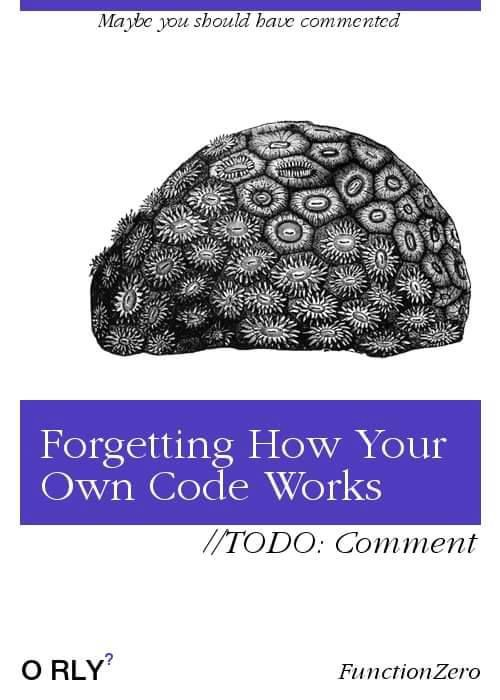 Maybe you should have commented
Forgetting How Your
Own Code Works
//TODO: Comment
O RLY?
FunctionZero